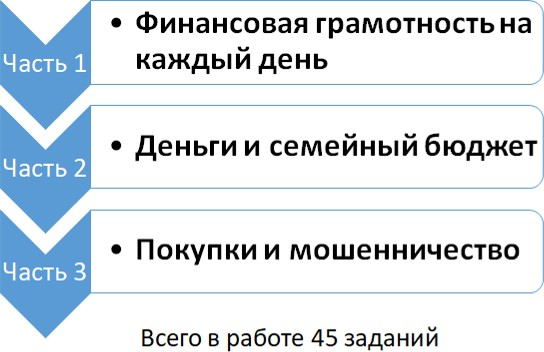 Часть 1
• Финансовая грамотность на
каждый день
Часть 2
• Деньги и семейный бюджет
Часть 3
• Покупки и мошенничество
Всего в работе 45 заданий